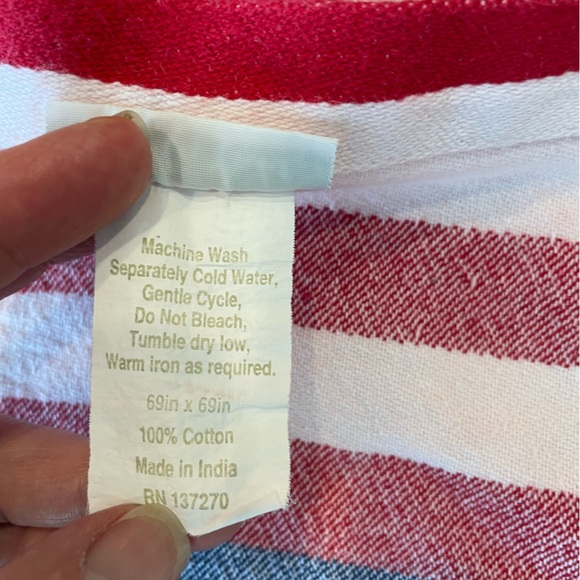 Machine Wash
Separately Cold Water,
Gentle Cycle,
Do Not Bleach,
Tumble dry low,
Warm iron as required.
69in x 69in
100% Cotton
Made in India
RN 137270